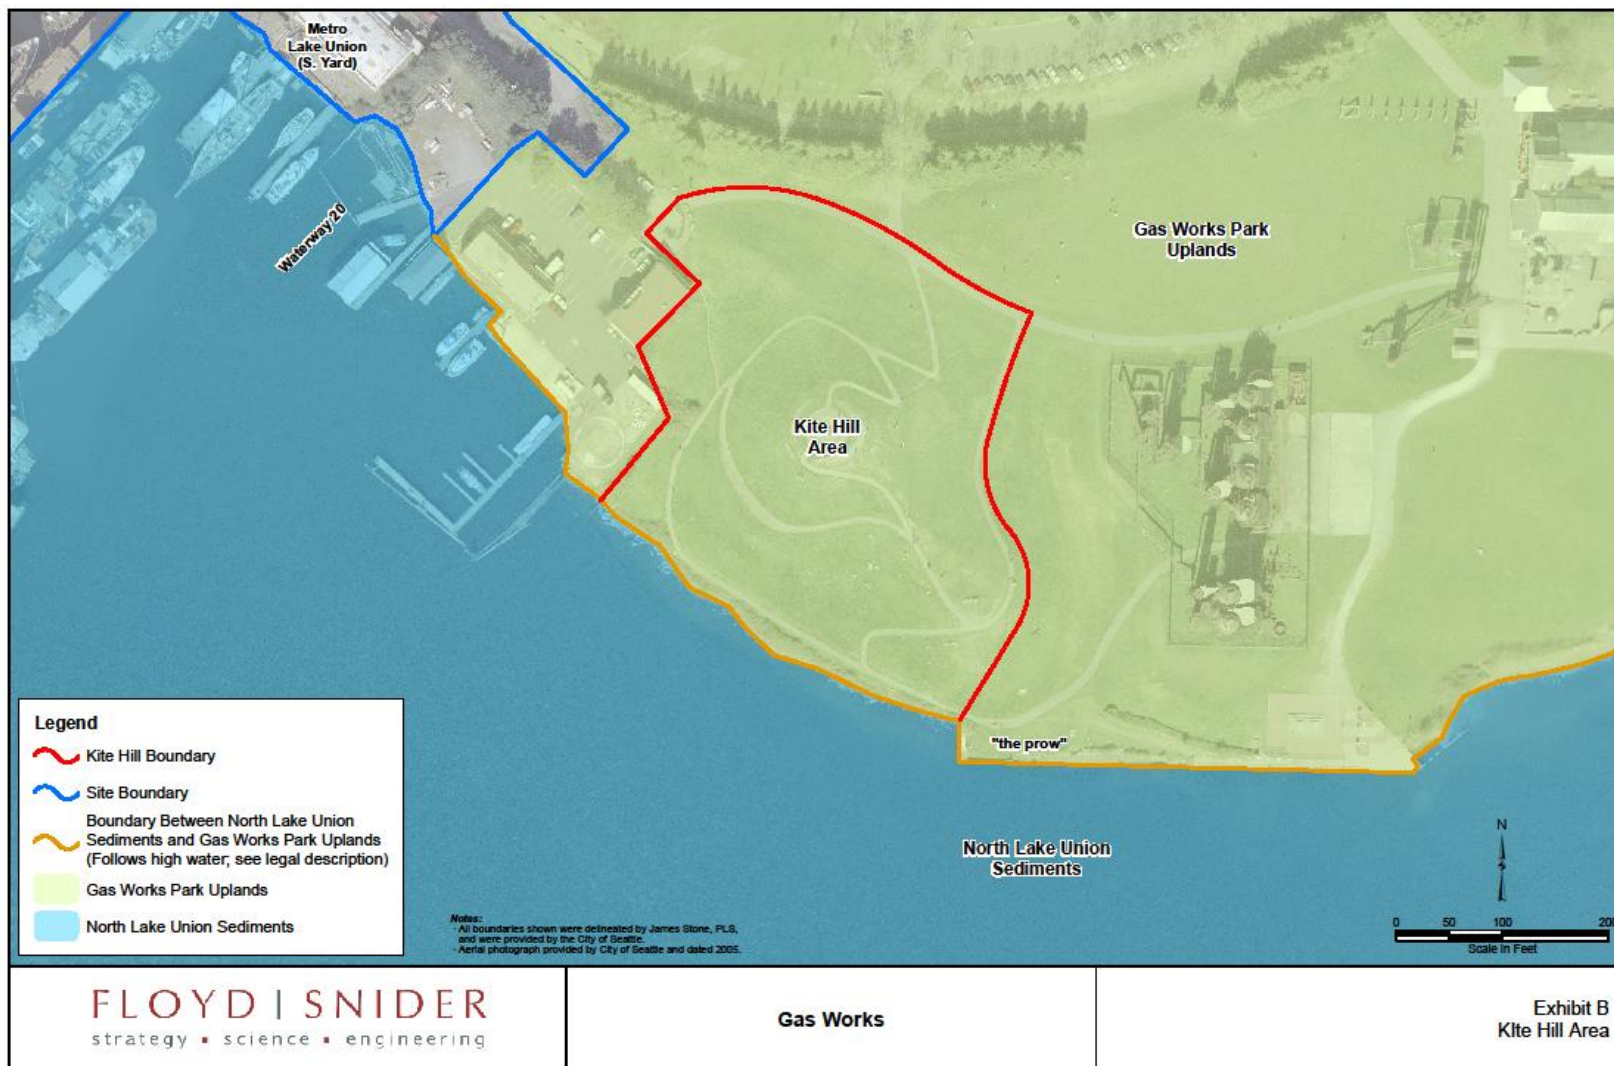 Metro
Lake Union
(S. Yard)
Waterway 20
Gas Works Park
Uplands
Kite Hill
Area
"the prow"
North Lake Union
Sediments
N
Legend
Kite Hill Boundary
Site Boundary
Boundary Between North Lake Union
Sediments and Gas Works Park Uplands
(Follows high water; see legal description)
Gas Works Park Uplands
North Lake Union Sediments
Notes:
- All boundaries shown were delineated by James Stone, PLS,
and were provided by the City of Seattle.
- Aerial photograph provided by City of Seattle and dated 2005.
0 50 100 200
Scale in Feet
FLOYD | SNIDER
strategy ▪ science ▪ engineering
Gas Works
Exhibit B
KIte Hill Area